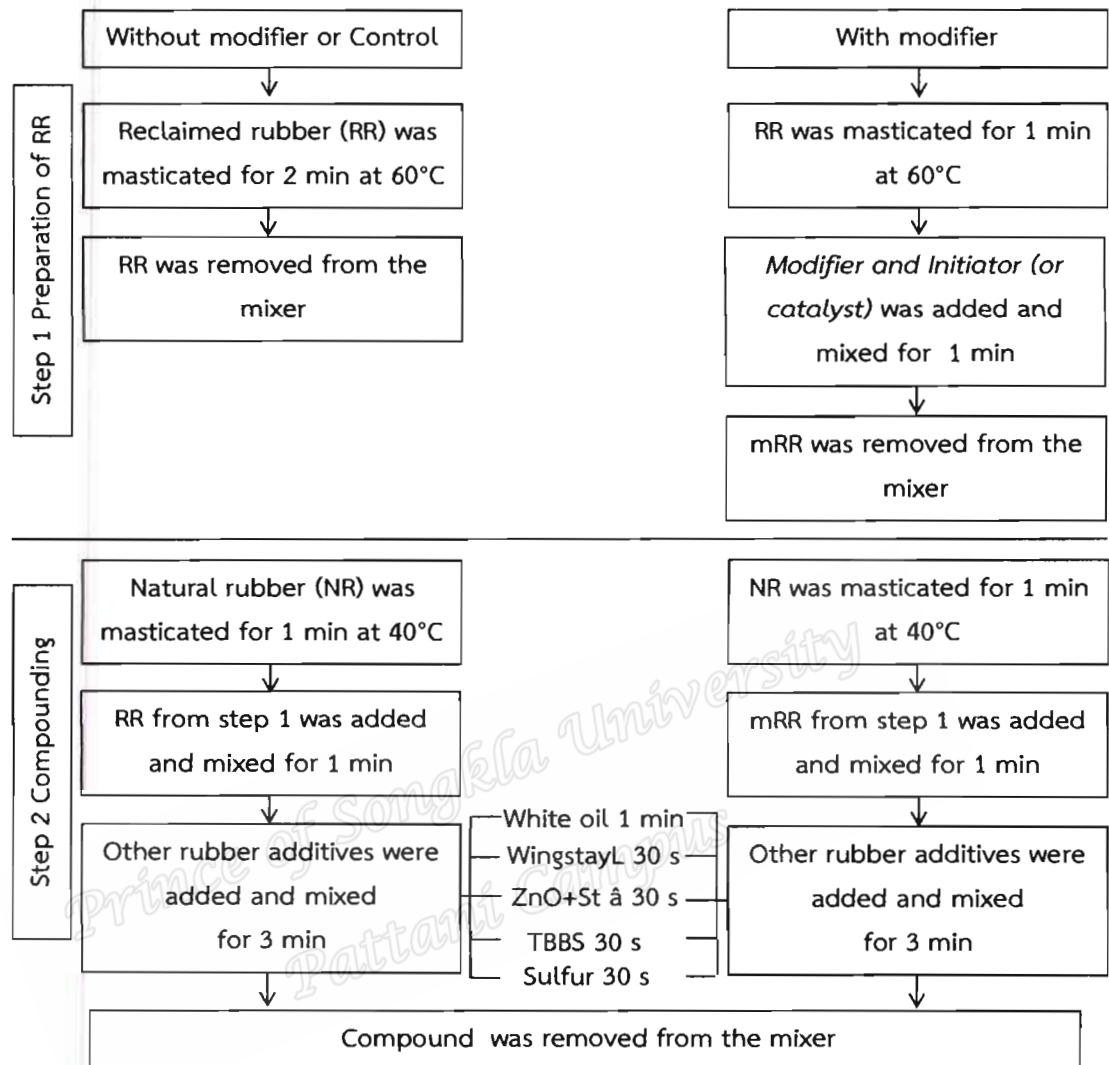 Without modifier or Control
With modifier
Step 1 Preparation of RR
Reclaimed rubber (RR) was
masticated for 2 min at 60°C
RR was masticated for 1 min
at 60°C
RR was removed from the
mixer
Modifier and Initiator (or
catalyst) was added and
mixed for 1 min
mRR was removed from the
mixer
Step 2 Compounding
Natural rubber (NR) was
masticated for 1 min at 40°C
NR was masticated for 1 min
at 40°C
RR from step 1 was added
and mixed for 1 min
mRR from step 1 was added
and mixed for 1 min
Other rubber additives were
added and mixed
for 3 min
White oil 1 min
WingstayL 30 s
ZnO+St â 30 s
TBBS 30 s
Sulfur 30 s
Other rubber additives were
added and mixed
for 3 min
Compound was removed from the mixer
Prince of Songkla University
Pattani Campus